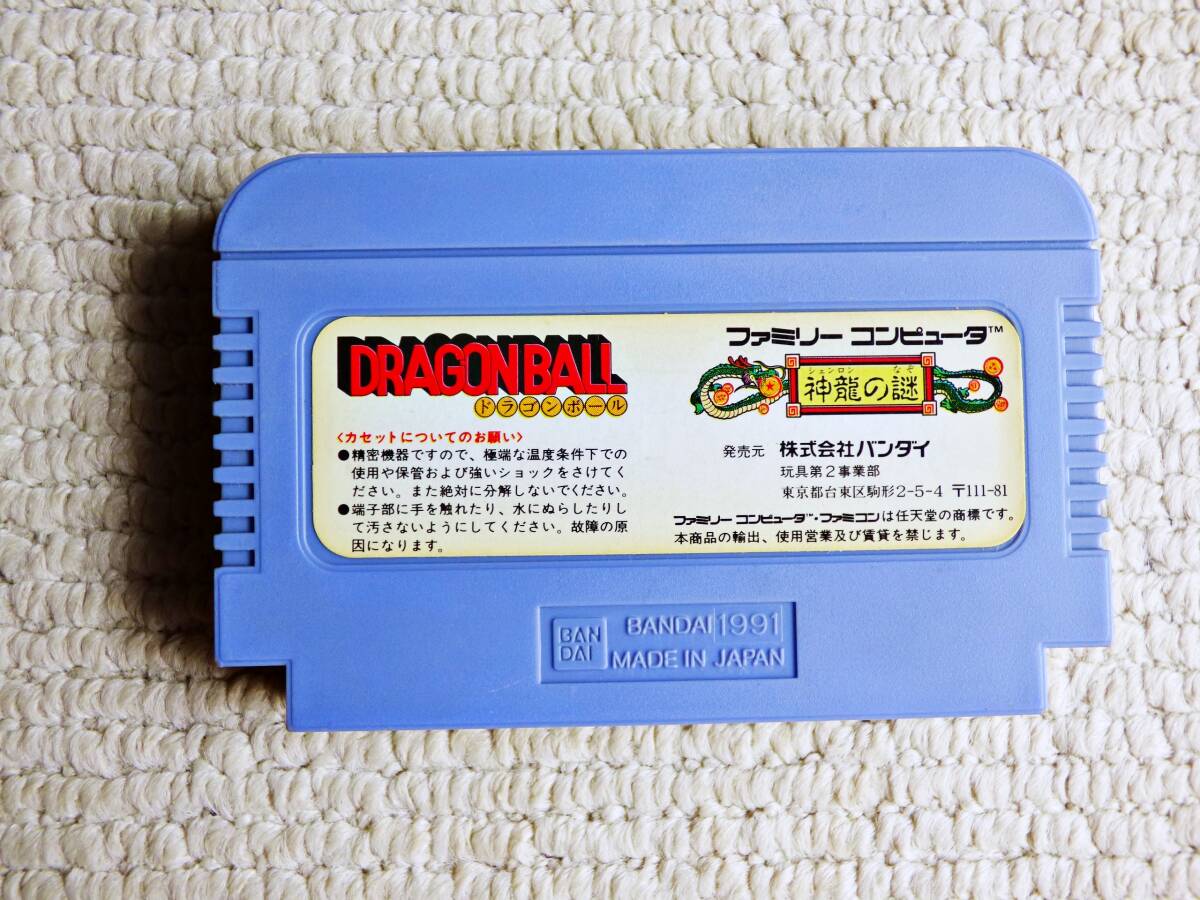 DRAGON BALL
ドラゴンボール
<カセットについてのお願い>
●精密機器ですので、極端な温度条件下での
使用や保管および強いショックをさけてく
ださい。また絶対に分解しないでください。
●端子部に手を触れたり、水にぬらしたりし
て汚さないようにしてください。故障の原
因になります。
ファミリー コンピュータ™
シェンロン なぞ
神龍の謎
発売元 株式会社バンダイ
玩具第2事業部
東京都台東区駒形2-5-4 〒111-81
ファミリー コンピュータ™・ファミコンは任天堂の商標です。
本商品の輸出、使用営業及び賃貸を禁じます。
BAN
DAI
BANDAI 1991
MADE IN JAPAN